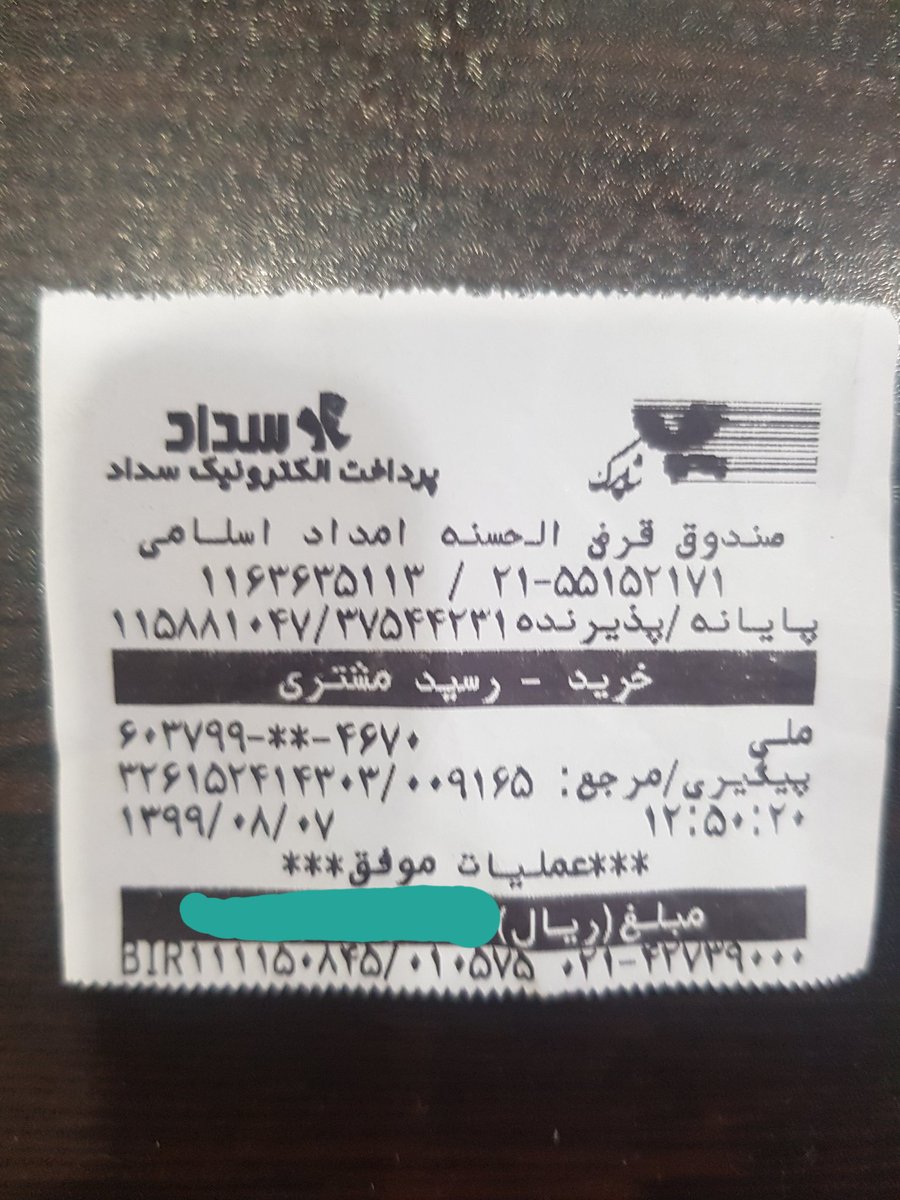 سداد
پرداخت الکترونیک سداد
شاپرک
صندوق قرض الحسنه امداد اسلامی
۲۱-۵۵۱۵۲۱۷۱ / ۱۱۶۳۶۳۵۱۱۳
پایانه/پذیرنده۱۱۵۸۸۱۰۴۷/۳۷۵۴۴۲۳۱
خرید - رسید مشتری
ملی ۶۰۳۷۹۹-**-۴۶۷۰
پیگیری/مرجع: ۳۲۶۱۵۲۴۱۴۳۰۳/۰۰۹۱۶۵
۱۲:۵۰:۲۰ ۱۳۹۹/۰۸/۰۷
***عملیات موفق***
مبلغ(ریال)
BIR۱۱۱۱۵۰۸۴۵/۰۱۰۵۷۵ ۰۲۱-۴۲۷۳۹۰۰۰